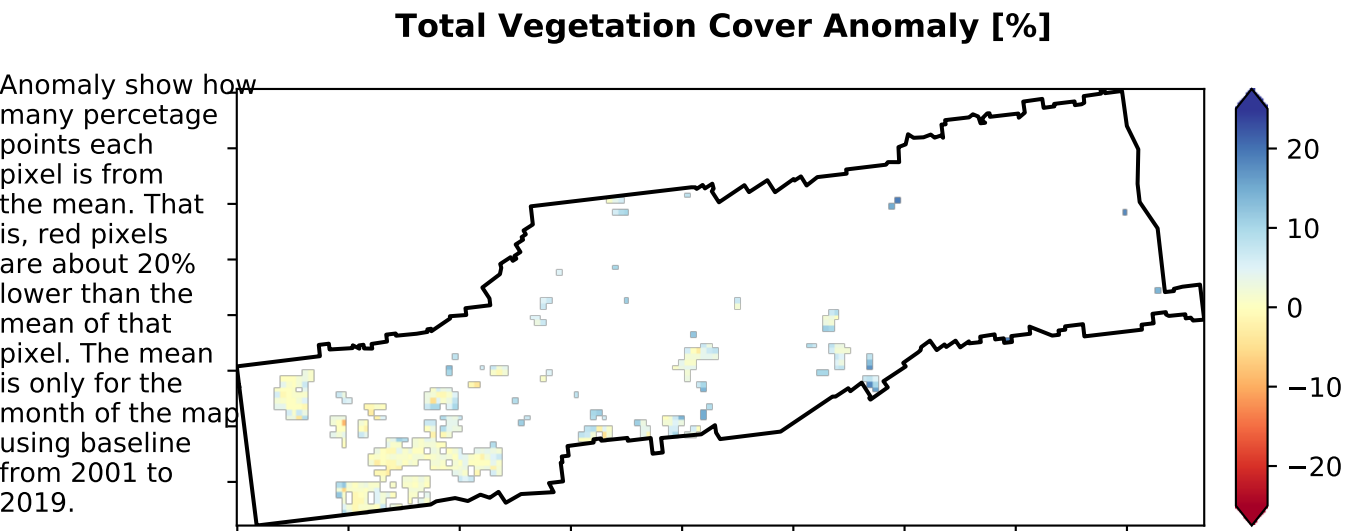 Total Vegetation Cover Anomaly [%]
Anomaly show how
many percetage
points each
pixel is from
the mean. That
is, red pixels
are about 20%
lower than the
mean of that
pixel. The mean
is only for the
month of the map
using baseline
from 2001 to
2019.
20
10
0
−10
−20